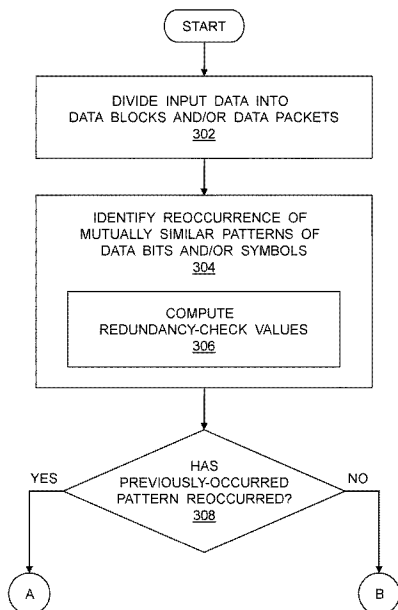 START
DIVIDE INPUT DATA INTO
DATA BLOCKS AND/OR DATA PACKETS
302
IDENTIFY REOCCURRENCE OF
MUTUALLY SIMILAR PATTERNS OF
DATA BITS AND/OR SYMBOLS
304
COMPUTE
REDUNDANCY-CHECK VALUES
306
HAS
PREVIOUSLY-OCCURRED
PATTERN REOCCURRED?
308
YES
NO
A
B